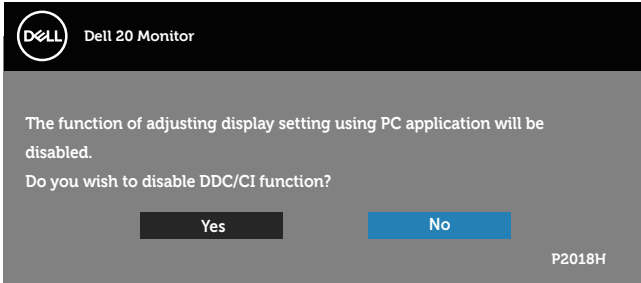 DELL
Dell 20 Monitor
The function of adjusting display setting using PC application will be
disabled.
Do you wish to disable DDC/CI function?
Yes
No
P2018H